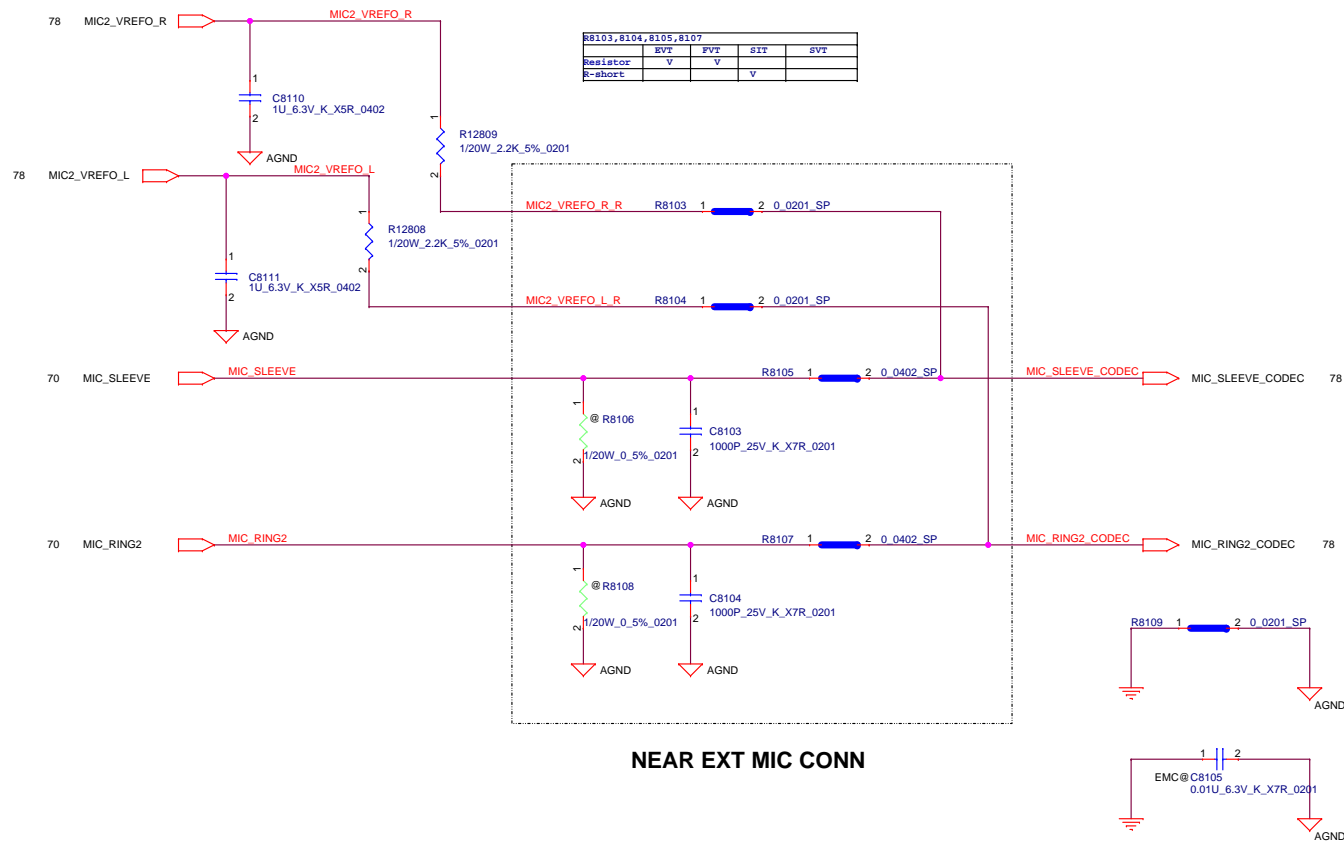 78 MIC2_VREFO_R MIC2_VREFO_R
R8103,8104,8105,8107
EVT FVT SIT SVT
Resistor V V
R-short V
1
C8110
1U_6.3V_K_X5R_0402
2
AGND
1
R12809
1/20W_2.2K_5%_0201
2
78 MIC2_VREFO_L MIC2_VREFO_L
1
R12808
1/20W_2.2K_5%_0201
2
1
C8111
1U_6.3V_K_X5R_0402
2
AGND
MIC2_VREFO_R_R R8103 1 2 0_0201_SP
MIC2_VREFO_L_R R8104 1 2 0_0201_SP
70 MIC_SLEEVE MIC_SLEEVE R8105 1 2 0_0402_SP MIC_SLEEVE_CODEC MIC_SLEEVE_CODEC 78
1
@ R8106
1/20W_0_5%_0201
2
AGND
1
C8103
1000P_25V_K_X7R_0201
2
AGND
70 MIC_RING2 MIC_RING2 R8107 1 2 0_0402_SP MIC_RING2_CODEC MIC_RING2_CODEC 78
1
@ R8108
1/20W_0_5%_0201
2
AGND
1
C8104
1000P_25V_K_X7R_0201
2
AGND
R8109 1 2 0_0201_SP
AGND
NEAR EXT MIC CONN
1 2
EMC@ C8105
0.01U_6.3V_K_X7R_0201
AGND